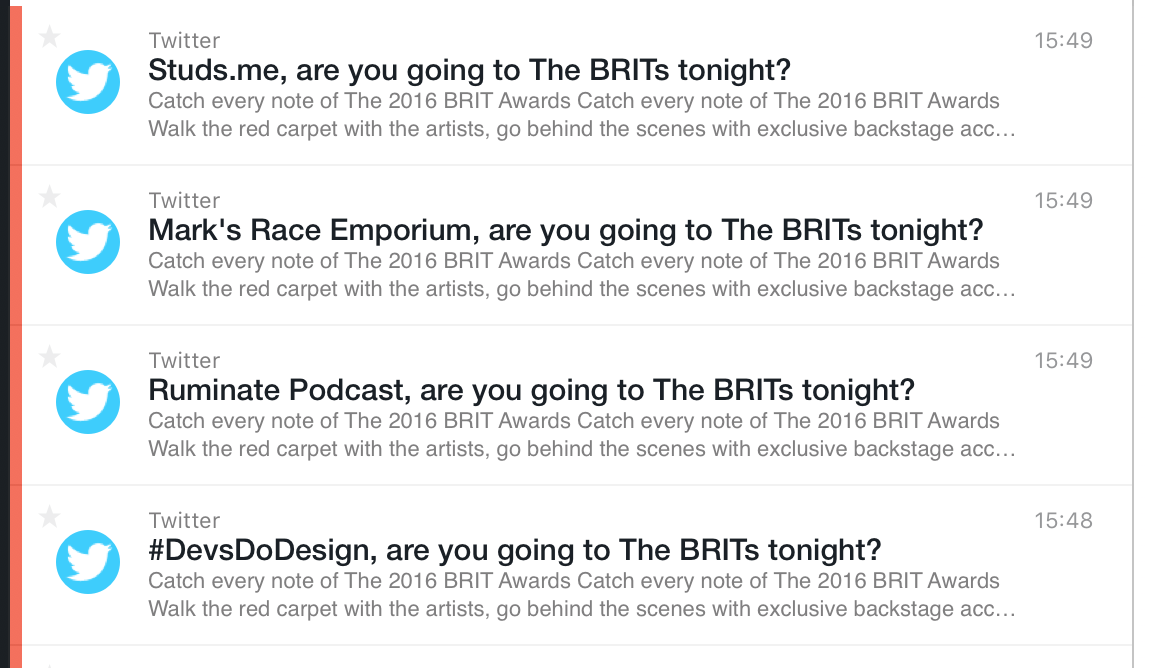 Twitter 15:49
Studs.me, are you going to The BRITs tonight?
Catch every note of The 2016 BRIT Awards Catch every note of The 2016 BRIT Awards
Walk the red carpet with the artists, go behind the scenes with exclusive backstage acc…
Twitter 15:49
Mark's Race Emporium, are you going to The BRITs tonight?
Catch every note of The 2016 BRIT Awards Catch every note of The 2016 BRIT Awards
Walk the red carpet with the artists, go behind the scenes with exclusive backstage acc…
Twitter 15:49
Ruminate Podcast, are you going to The BRITs tonight?
Catch every note of The 2016 BRIT Awards Catch every note of The 2016 BRIT Awards
Walk the red carpet with the artists, go behind the scenes with exclusive backstage acc…
Twitter 15:48
#DevsDoDesign, are you going to The BRITs tonight?
Catch every note of The 2016 BRIT Awards Catch every note of The 2016 BRIT Awards
Walk the red carpet with the artists, go behind the scenes with exclusive backstage acc…